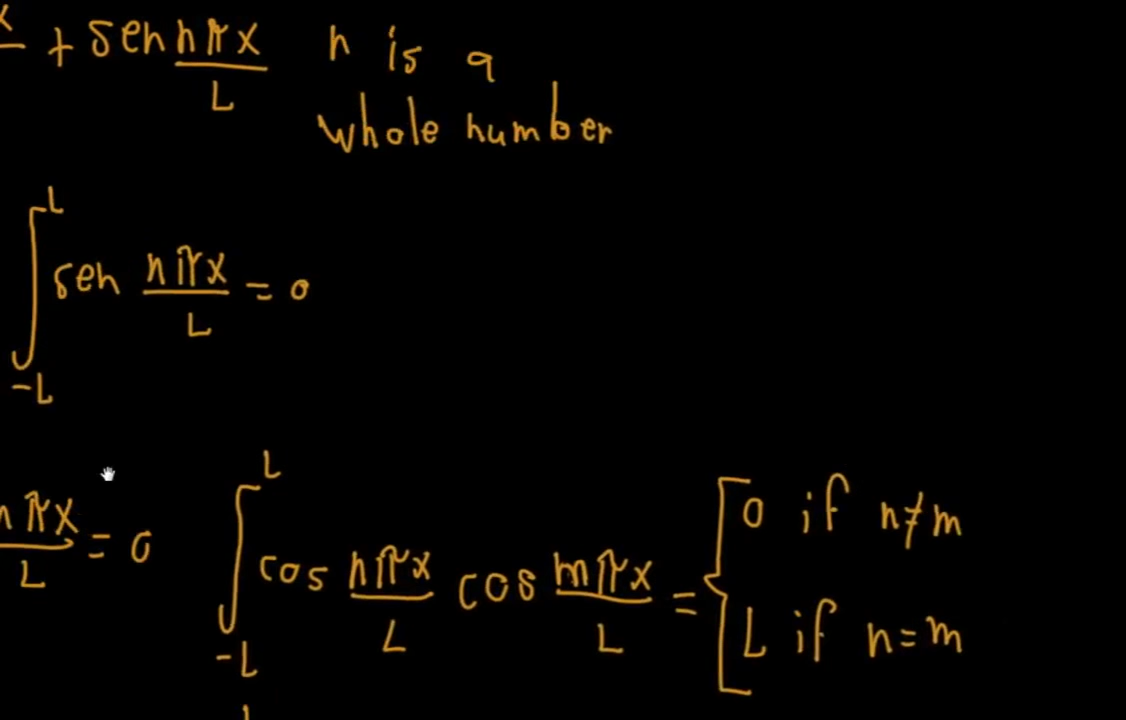 + sen nπx/L n is a
whole number
∫_{-L}^{L} sen nπx/L = 0
nπx/L = 0 ∫_{-L}^{L} cos nπx/L cos mπx/L = { 0 if n≠m
L if n=m